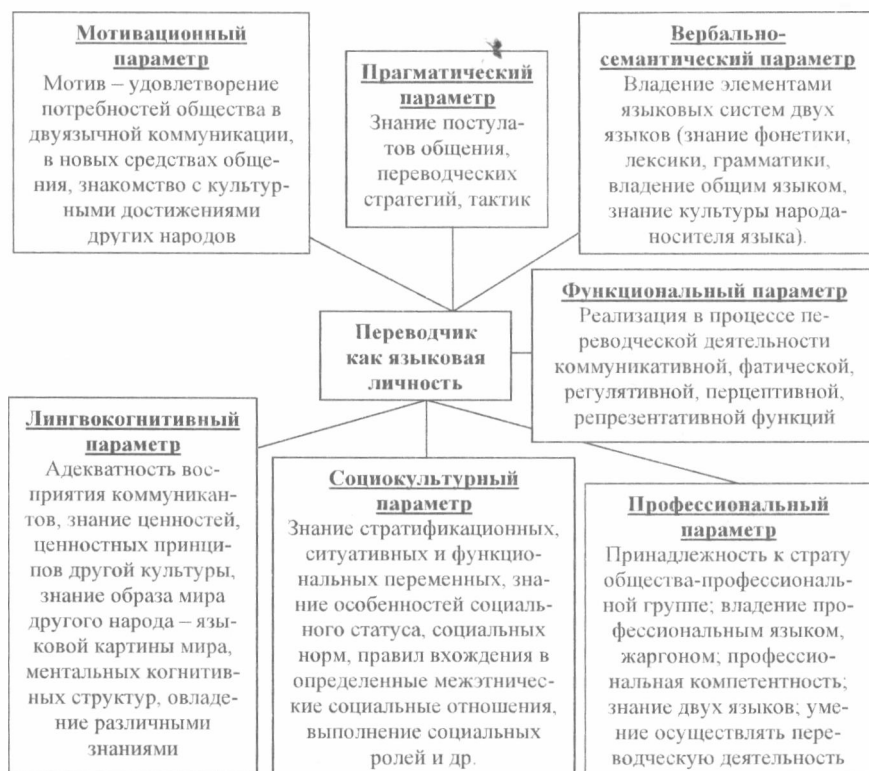 Мотивационный
параметр
Мотив – удовлетворение
потребностей общества в
двуязычной коммуникации,
в новых средствах обще-
ния, знакомство с культур-
ными достижениями
других народов
Прагматический
параметр
Знание постула-
тов общения,
переводческих
стратегий, тактик
Вербально-
семантический параметр
Владение элементами
языковых систем двух
языков (знание фонетики,
лексики, грамматики,
владение общим языком,
знание культуры народа-
носителя языка).
Переводчик
как языковая
личность
Функциональный параметр
Реализация в процессе пе-
реводческой деятельности
коммуникативной, фатической,
регулятивной, перцептивной,
репрезентативной функций
Лингвокогнитивный
параметр
Адекватность вос-
приятия коммуникан-
тов, знание ценностей,
ценностных принци-
пов другой культуры,
знание образа мира
другого народа – язы-
ковой картины мира,
ментальных когнитив-
ных структур, овладе-
ние различными
знаниями
Социокультурный
параметр
Знание стратификационных,
ситуативных и функцио-
нальных переменных, зна-
ние особенностей социаль-
ного статуса, социальных
норм, правил вхождения в
определенные межэтничес-
кие социальные отношения,
выполнение социальных
ролей и др.
Профессиональный
параметр
Принадлежность к страту
общества-профессиональ-
ной группе; владение про-
фессиональным языком,
жаргоном; профессио-
нальная компетентность;
знание двух языков; уме-
ние осуществлять пере-
водческую деятельность